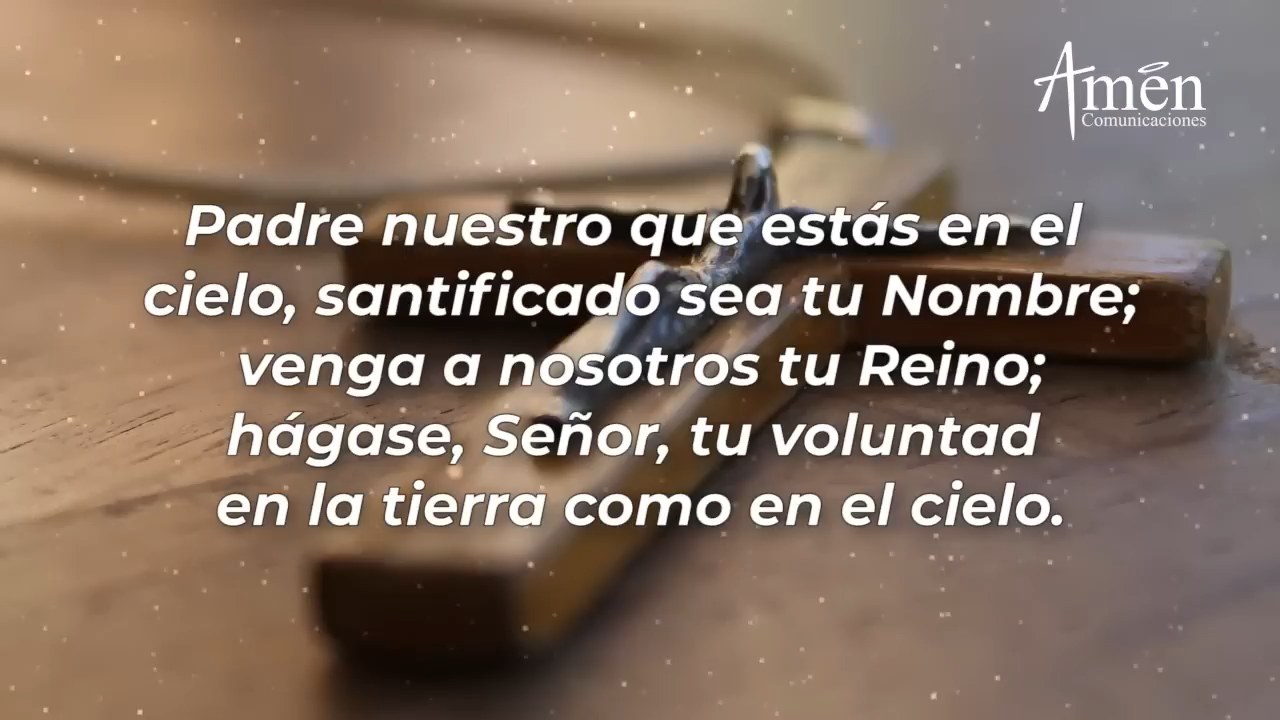 Amén
Comunicaciones
Padre nuestro que estás en el
cielo, santificado sea tu Nombre;
venga a nosotros tu Reino;
hágase, Señor, tu voluntad
en la tierra como en el cielo.